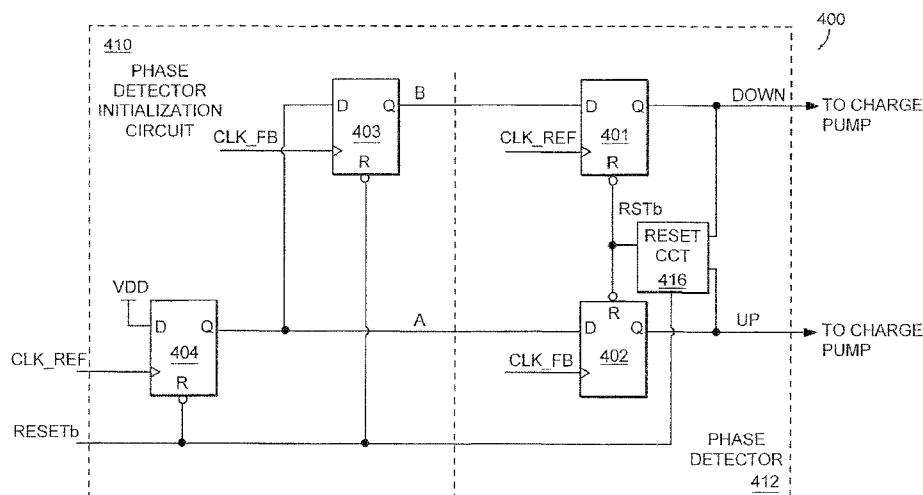 400
410
PHASE
DETECTOR
INITIALIZATION
CIRCUIT
D Q
B
CLK_FB
403
R
D Q
DOWN
TO CHARGE
PUMP
CLK_REF
401
R
RSTb
RESET
CCT
416
VDD
D Q
A
CLK_REF
404
R
R
D Q
UP
TO CHARGE
PUMP
402
CLK_FB
RESETb
PHASE
DETECTOR
412